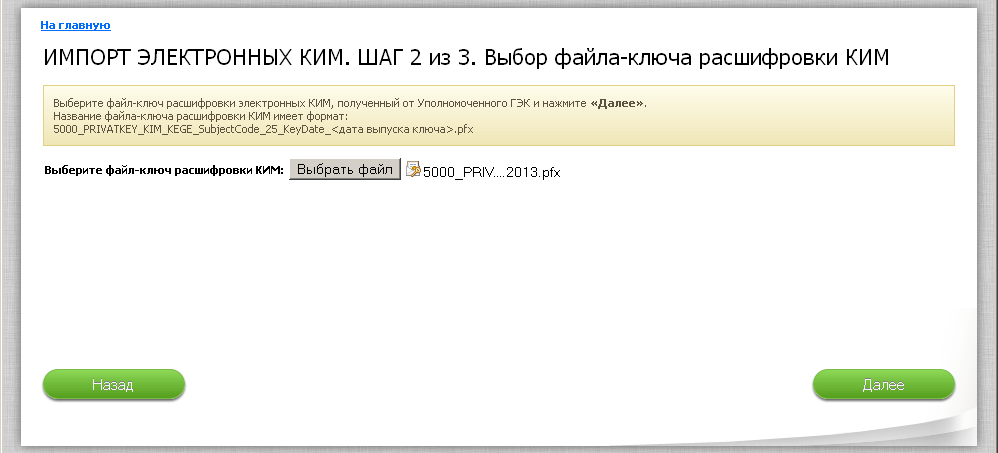 На главную
ИМПОРТ ЭЛЕКТРОННЫХ КИМ. ШАГ 2 из 3. Выбор файла-ключа расшифровки КИМ
Выберите файл-ключ расшифровки электронных КИМ, полученный от Уполномоченного ГЭК и нажмите «Далее».
Название файла-ключа расшифровки КИМ имеет формат:
5000_PRIVATKEY_KIM_KEGE_SubjectCode_25_KeyDate_<дата выпуска ключа>.pfx
Выберите файл-ключ расшифровки КИМ: Выбрать файл 5000_PRIV....2013.pfx
Назад Далее